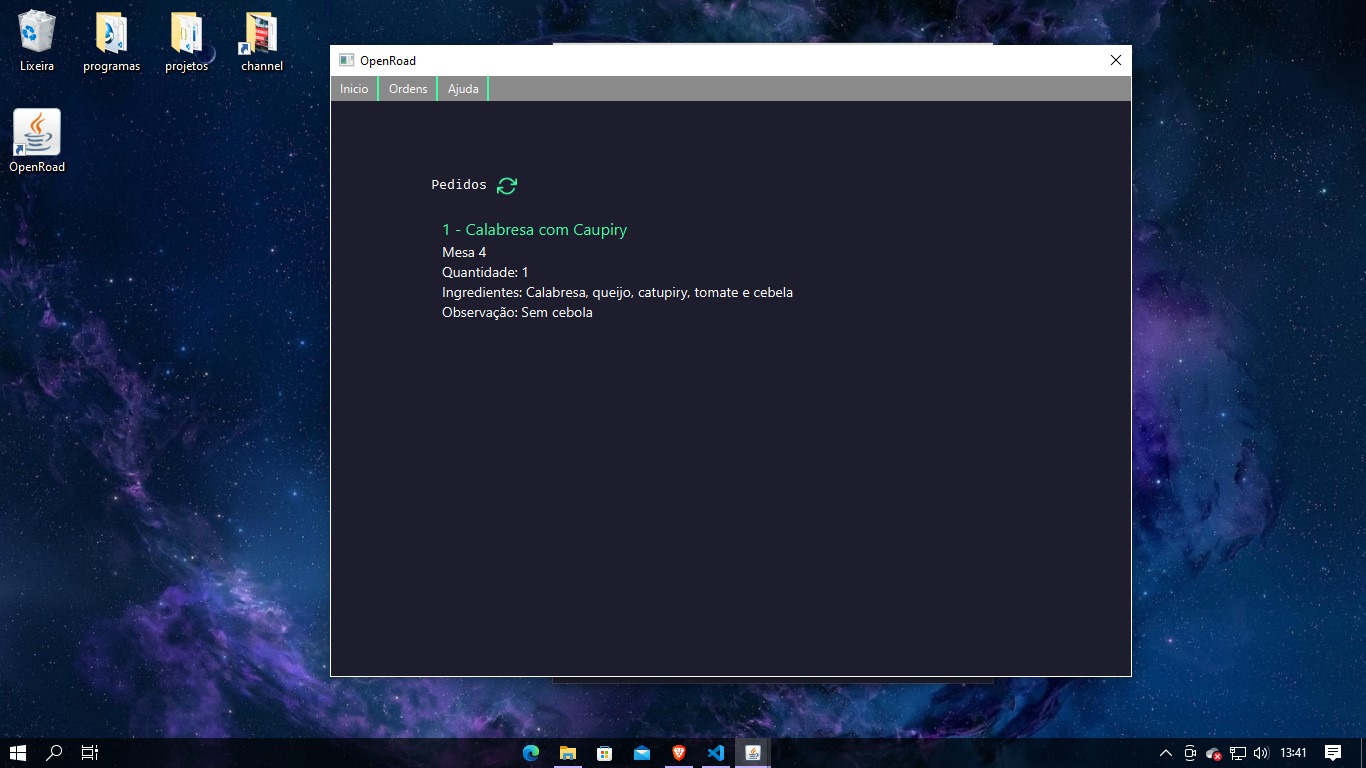 Lixeira
programas
projetos
channel
OpenRoad
OpenRoad
Inicio
Ordens
Ajuda
Pedidos
1 - Calabresa com Caupiry
Mesa 4
Quantidade: 1
Ingredientes: Calabresa, queijo, catupiry, tomate e cebela
Observação: Sem cebola
13:41